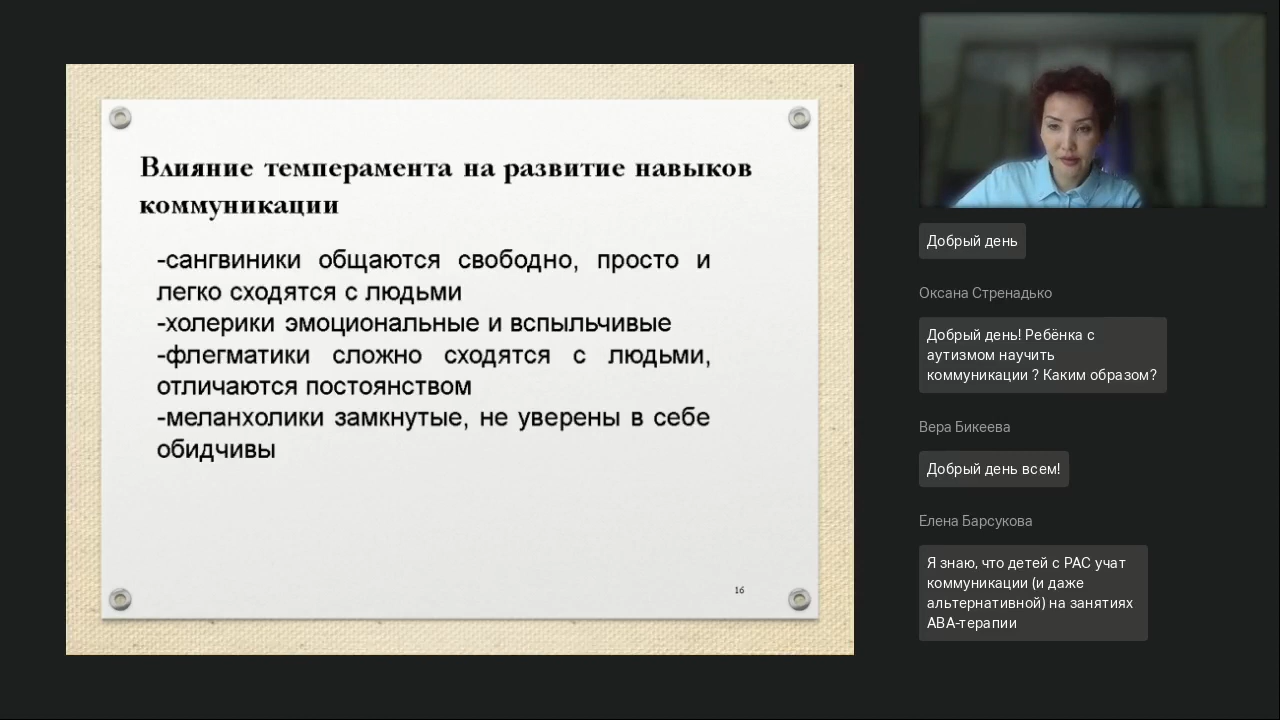 Влияние темперамента на развитие навыков
коммуникации
-сангвиники общаются свободно, просто и
легко сходятся с людьми
-холерики эмоциональные и вспыльчивые
-флегматики сложно сходятся с людьми,
отличаются постоянством
-меланхолики замкнутые, не уверены в себе
обидчивы
16
Добрый день
Оксана Стренадько
Добрый день! Ребёнка с
аутизмом научить
коммуникации ? Каким образом?
Вера Бикеева
Добрый день всем!
Елена Барсукова
Я знаю, что детей с РАС учат
коммуникации (и даже
альтернативной) на занятиях
АВА-терапии